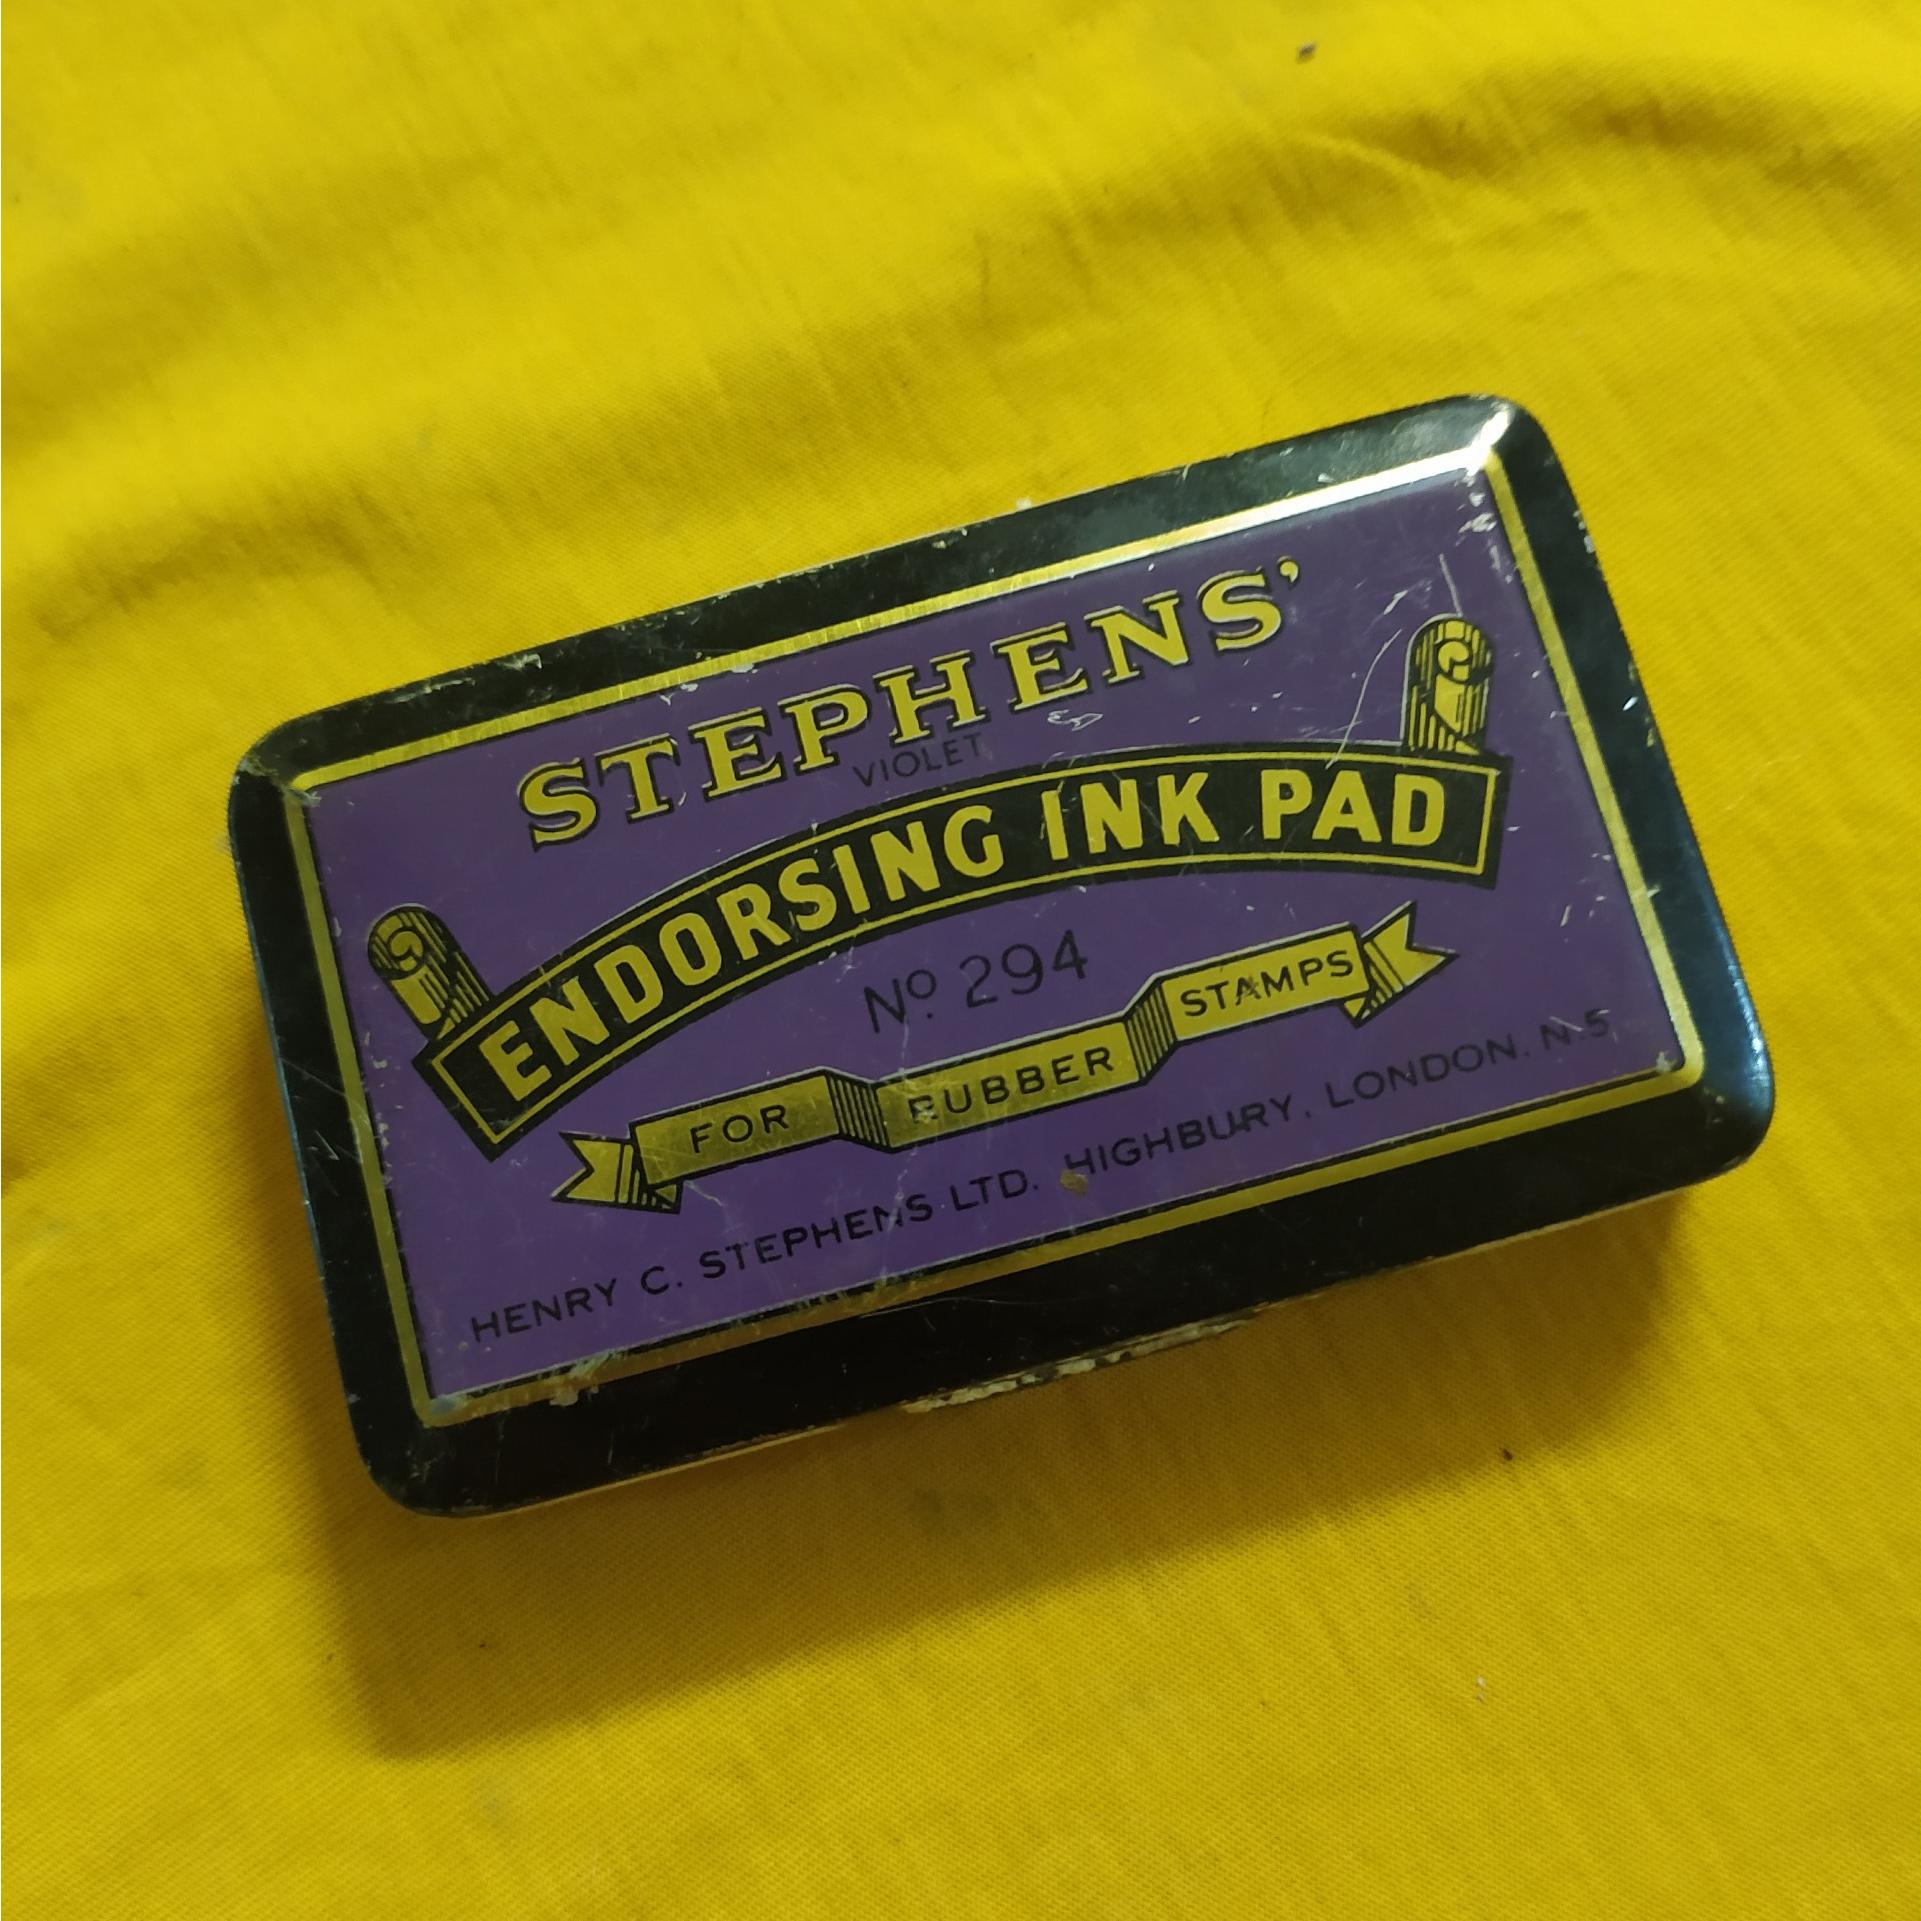 STEPHENS'
VIOLET
ENDORSING INK PAD
Nº 294
FOR RUBBER STAMPS
HENRY C. STEPHENS LTD. HIGHBURY, LONDON. N.5